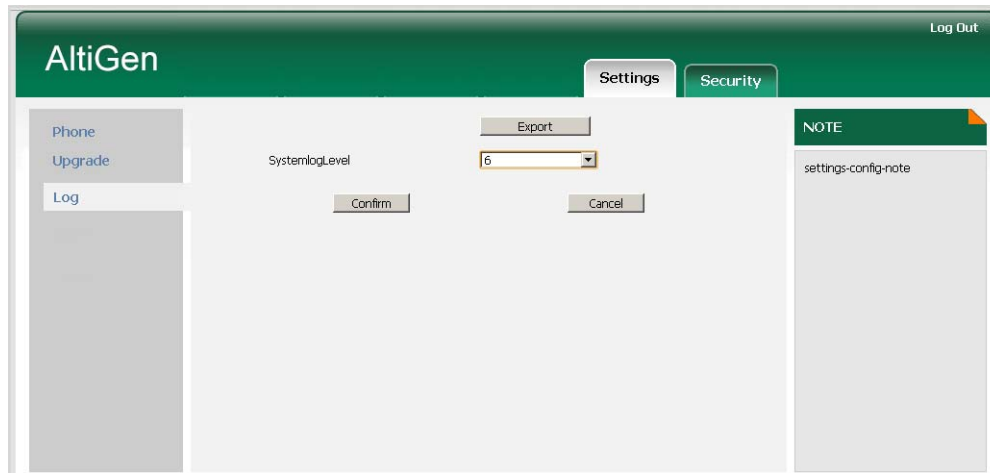 Log Out
AltiGen
Settings
Security
Phone
Upgrade
Log
Export
SystemlogLevel
6
Confirm
Cancel
NOTE
settings-config-note